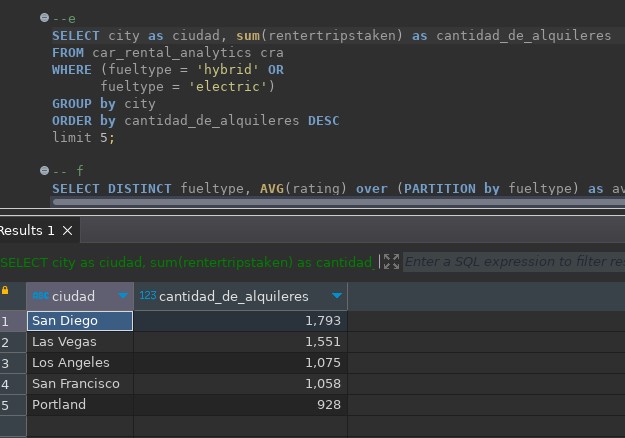 --e
SELECT city as ciudad, sum(rentertripstaken) as cantidad_de_alquileres
FROM car_rental_analytics cra
WHERE (fueltype = 'hybrid' OR
fueltype = 'electric')
GROUP by city
ORDER by cantidad_de_alquileres DESC
limit 5;
-- f
SELECT DISTINCT fueltype, AVG(rating) over (PARTITION by fueltype) as av
Results 1
SELECT city as ciudad, sum(rentertripstaken) as cantidad_
Enter a SQL expression to filter res
ABC ciudad 123 cantidad_de_alquileres
1 San Diego 1,793
2 Las Vegas 1,551
3 Los Angeles 1,075
4 San Francisco 1,058
5 Portland 928